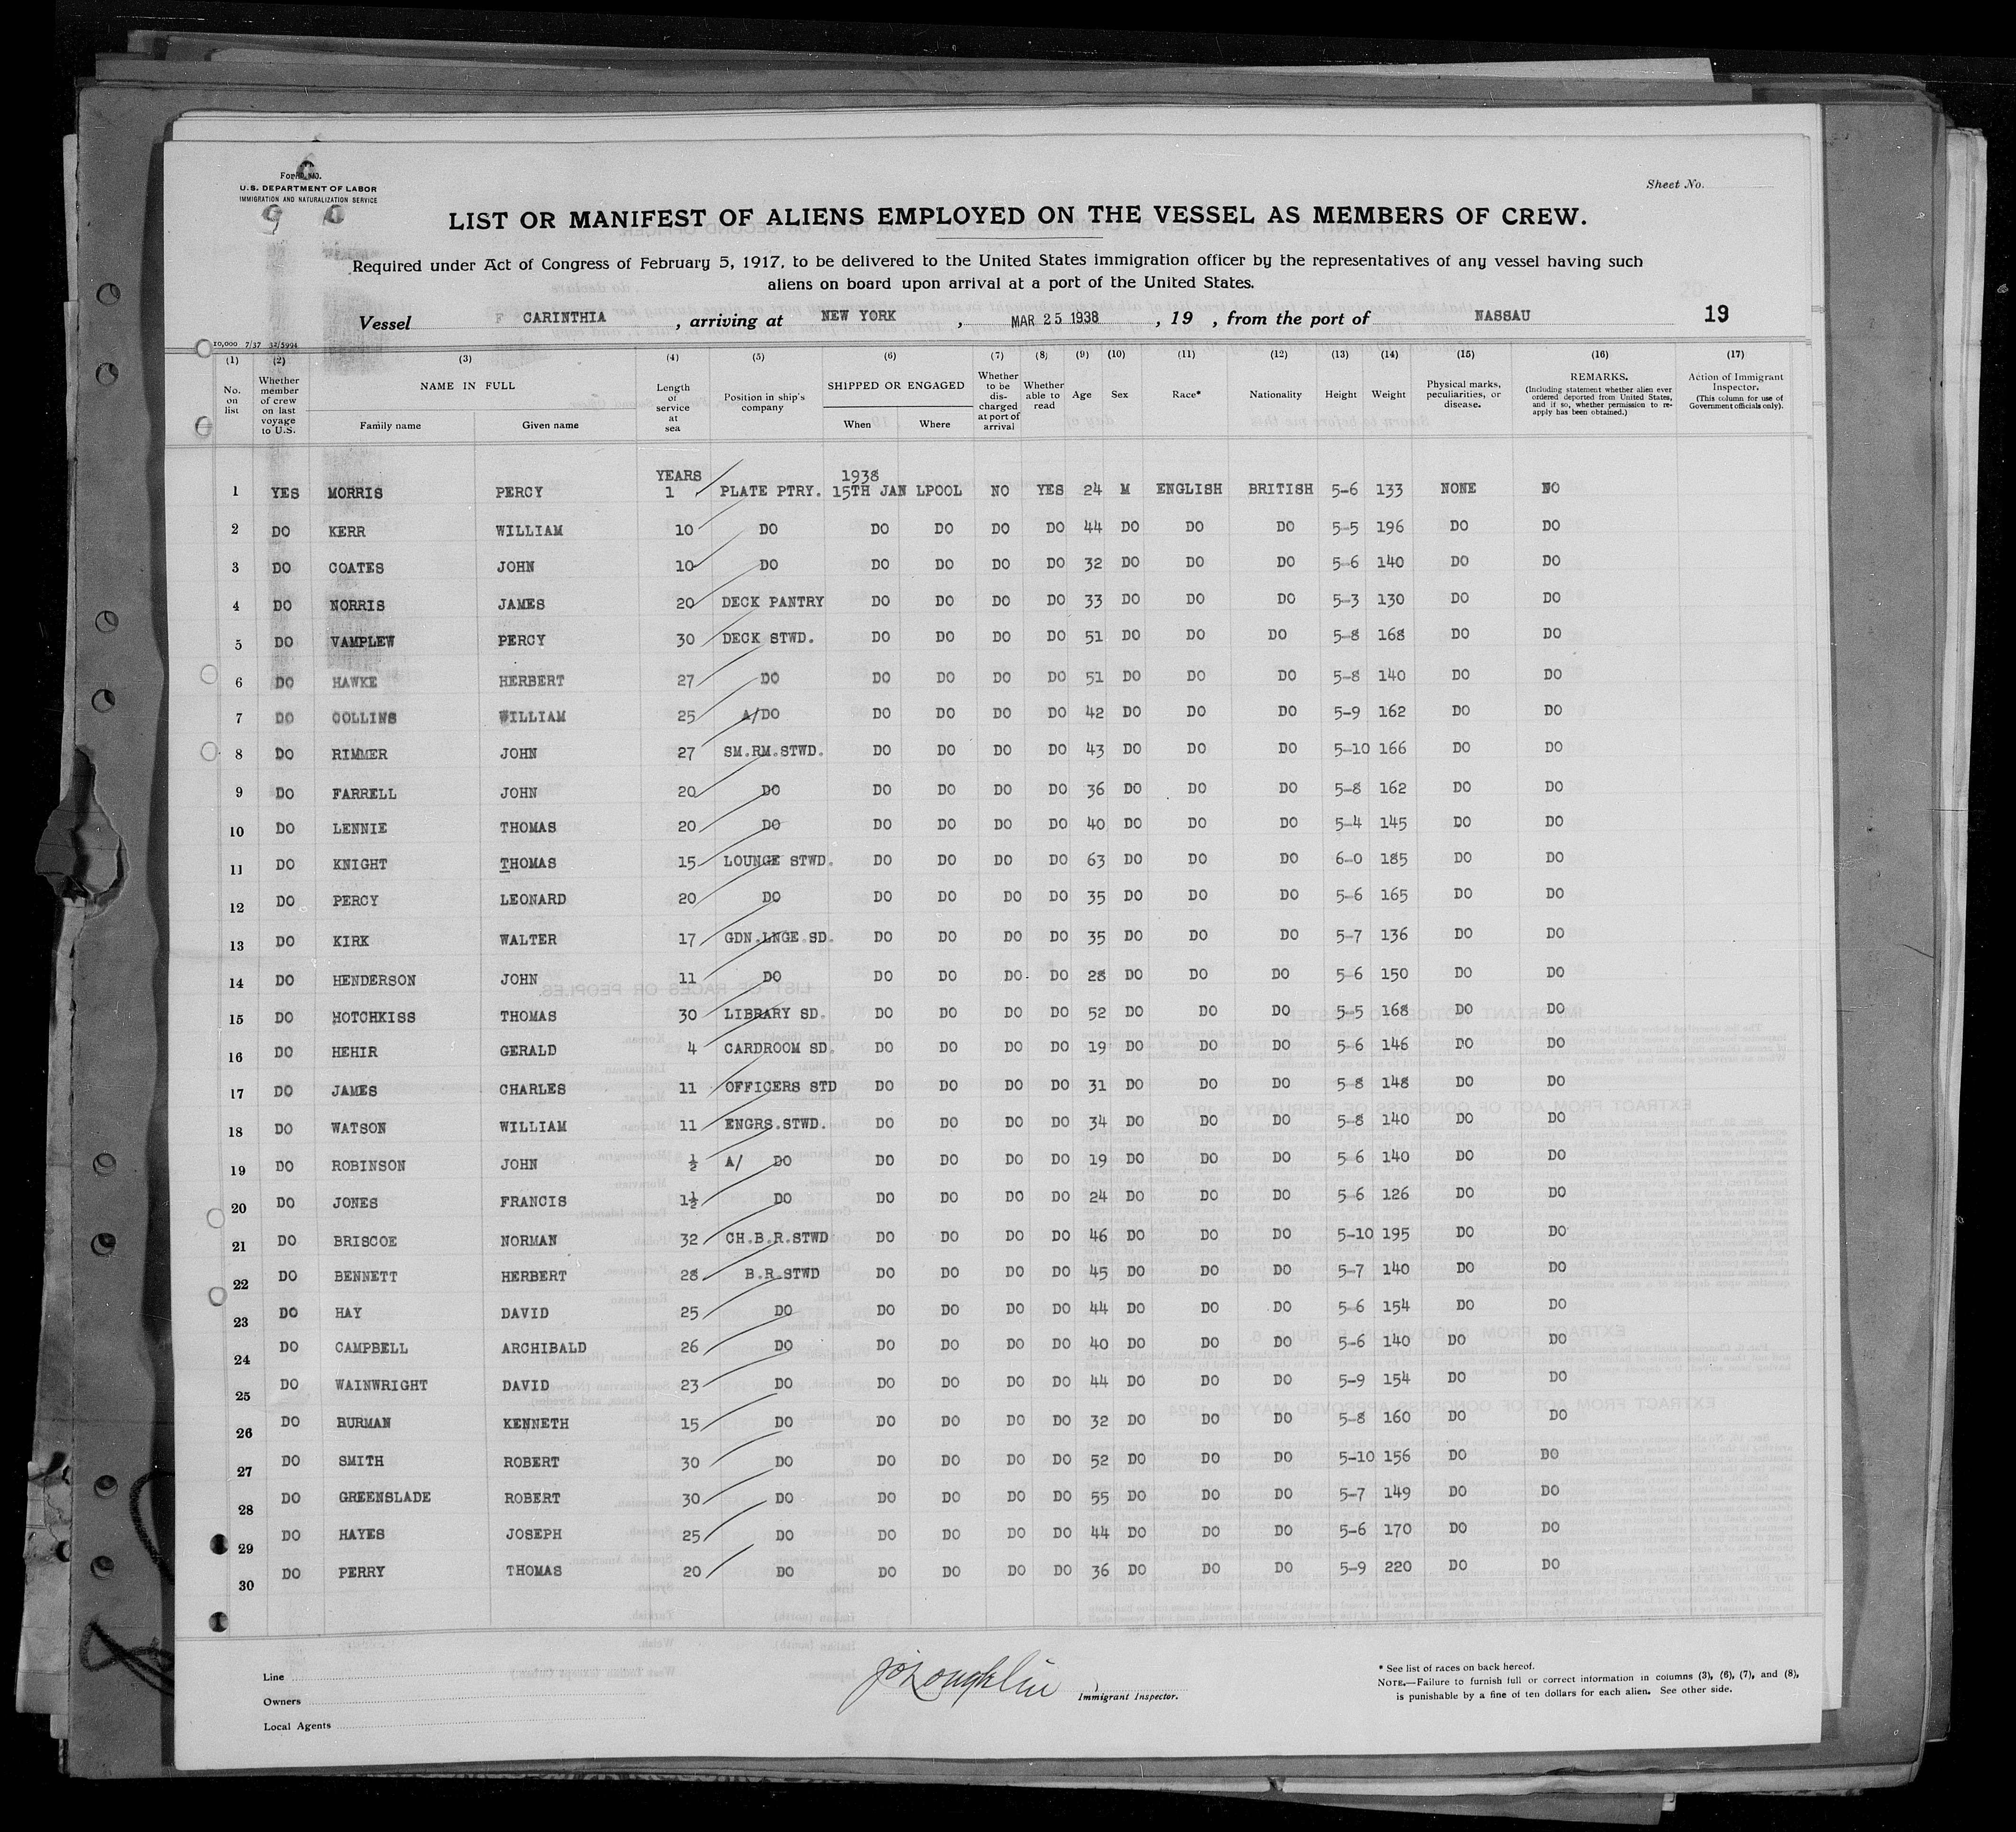 Form 680.
U.S. DEPARTMENT OF LABOR
IMMIGRATION AND NATURALIZATION SERVICE
Sheet No.
LIST OR MANIFEST OF ALIENS EMPLOYED ON THE VESSEL AS MEMBERS OF CREW.
Required under Act of Congress of February 5, 1917, to be delivered to the United States immigration officer by the representatives of any vessel having such
aliens on board upon arrival at a port of the United States.
Vessel F CARINTHIA , arriving at NEW YORK , MAR 25 1938 , 19 , from the port of NASSAU 19
10,000 7/37 32/5994
(1) (2) (3) (4) (5) (6) (7) (8) (9) (10) (11) (12) (13) (14) (15) (16) (17)
No. on list
Whether member of crew on last voyage to U.S.
NAME IN FULL
Family name Given name
Length of service at sea
Position in ship's company
SHIPPED OR ENGAGED
When Where
Whether to be discharged at port of arrival
Whether able to read
Age Sex Race* Nationality Height Weight
Physical marks, peculiarities, or disease.
REMARKS.
(Including statement whether alien ever ordered deported from United States, and if so, whether permission to reapply has been obtained.)
Action of Immigrant Inspector.
(This column for use of Government officials only).
YEARS 1938
1 YES MORRIS PERCY 1 PLATE PTRY. 15TH JAN LPOOL NO YES 24 M ENGLISH BRITISH 5-6 133 NONE NO
2 DO KERR WILLIAM 10 DO DO DO DO DO 44 DO DO DO 5-5 196 DO DO
3 DO COATES JOHN 10 DO DO DO DO DO 32 DO DO DO 5-6 140 DO DO
4 DO NORRIS JAMES 20 DECK PANTRY DO DO DO DO 33 DO DO DO 5-3 130 DO DO
5 DO VAMPLEW PERCY 30 DECK STWD. DO DO DO DO 51 DO DO DO 5-8 168 DO DO
6 DO HAWKE HERBERT 27 DO DO DO DO DO 51 DO DO DO 5-8 140 DO DO
7 DO COLLINS WILLIAM 25 A/DO DO DO DO DO 42 DO DO DO 5-9 162 DO DO
8 DO RIMMER JOHN 27 SM.RM.STWD. DO DO DO DO 43 DO DO DO 5-10 166 DO DO
9 DO FARRELL JOHN 20 DO DO DO DO DO 36 DO DO DO 5-8 162 DO DO
10 DO LENNIE THOMAS 20 DO DO DO DO DO 40 DO DO DO 5-4 145 DO DO
11 DO KNIGHT THOMAS 15 LOUNGE STWD. DO DO DO DO 63 DO DO DO 6-0 185 DO DO
12 DO PERCY LEONARD 20 DO DO DO DO DO 35 DO DO DO 5-6 165 DO DO
13 DO KIRK WALTER 17 GDN.LNGE.SD. DO DO DO DO 35 DO DO DO 5-7 136 DO DO
14 DO HENDERSON JOHN 11 DO DO DO DO DO 28 DO DO DO 5-6 150 DO DO
15 DO HOTCHKISS THOMAS 30 LIBRARY SD. DO DO DO DO 52 DO DO DO 5-5 168 DO DO
16 DO HEHIR GERALD 4 CARDROOM SD. DO DO DO DO 19 DO DO DO 5-6 146 DO DO
17 DO JAMES CHARLES 11 OFFICERS STD DO DO DO DO 31 DO DO DO 5-8 148 DO DO
18 DO WATSON WILLIAM 11 ENGRS.STWD. DO DO DO DO 34 DO DO DO 5-8 140 DO DO
19 DO ROBINSON JOHN ½ A/ DO DO DO DO DO 19 DO DO DO 5-6 140 DO DO
20 DO JONES FRANCIS 1½ DO DO DO DO DO 24 DO DO DO 5-6 126 DO DO
21 DO BRISCOE NORMAN 32 CH.B.R.STWD DO DO DO DO 46 DO DO DO 5-10 195 DO DO
22 DO BENNETT HERBERT 28 B.R.STWD DO DO DO DO 45 DO DO DO 5-7 140 DO DO
23 DO HAY DAVID 25 DO DO DO DO DO 44 DO DO DO 5-6 154 DO DO
24 DO CAMPBELL ARCHIBALD 26 DO DO DO DO DO 40 DO DO DO 5-6 140 DO DO
25 DO WAINWRIGHT DAVID 23 DO DO DO DO DO 44 DO DO DO 5-9 154 DO DO
26 DO BURMAN KENNETH 15 DO DO DO DO DO 32 DO DO DO 5-8 160 DO DO
27 DO SMITH ROBERT 30 DO DO DO DO DO 52 DO DO DO 5-10 156 DO DO
28 DO GREENSLADE ROBERT 30 DO DO DO DO DO 55 DO DO DO 5-7 149 DO DO
29 DO HAYES JOSEPH 25 DO DO DO DO DO 44 DO DO DO 5-6 170 DO DO
30 DO PERRY THOMAS 20 DO DO DO DO DO 36 DO DO DO 5-9 220 DO DO
Line
Owners
Local Agents
J O'Loughlin Immigrant Inspector.
* See list of races on back hereof.
NOTE.—Failure to furnish full or correct information in columns (3), (6), (7), and (8),
is punishable by a fine of ten dollars for each alien. See other side.